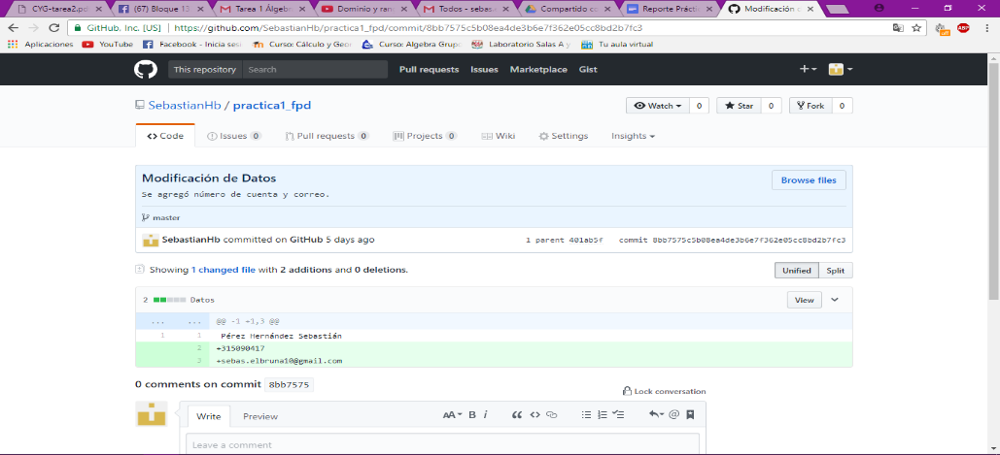 CYG-tarea2.pd
(67) Bloque 13
Tarea 1 Álgeb
Dominio y ran
Todos - sebas
Compartido co
Reporte Prácti
Modificación d
GitHub, Inc. [US] | https://github.com/SebastianHb/practica1_fpd/commit/8bb7575c5b08ea4de3b6e7f362e05cc8bd2b7fc3
Aplicaciones YouTube Facebook - Inicia sesi Curso: Cálculo y Geor Curso: Algebra Grupo Laboratorio Salas A y Tu aula virtual
This repository Search Pull requests Issues Marketplace Gist
SebastianHb / practica1_fpd Watch 0 Star 0 Fork 0
Code Issues 0 Pull requests 0 Projects 0 Wiki Settings Insights
Modificación de Datos Browse files
Se agregó número de cuenta y correo.
master
SebastianHb committed on GitHub 5 days ago 1 parent 401ab5f commit 8bb7575c5b08ea4de3b6e7f362e05cc8bd2b7fc3
Showing 1 changed file with 2 additions and 0 deletions. Unified Split
2 Datos View
... ... @@ -1 +1,3 @@
1 1 Pérez Hernández Sebastián
2 +315090417
3 +sebas.elbruna10@gmail.com
0 comments on commit 8bb7575 Lock conversation
Write Preview AA B i
Leave a comment